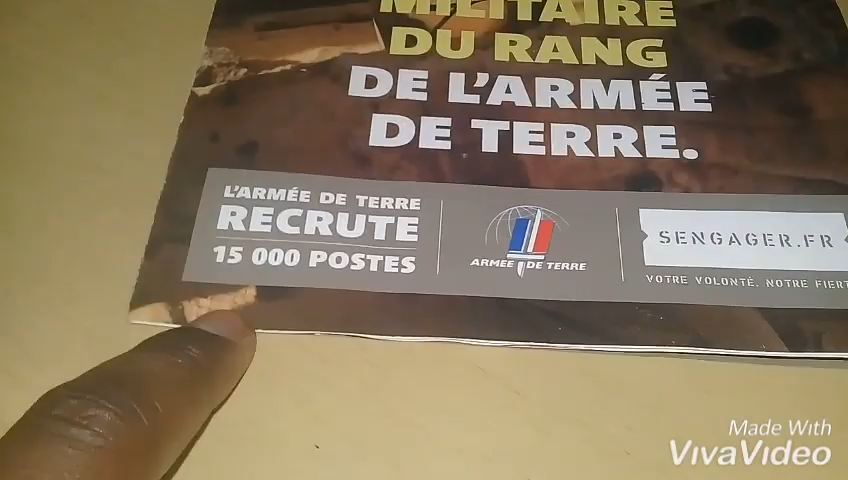 MILITAIRE
DU RANG
DE L'ARMÉE
DE TERRE.
L'ARMÉE DE TERRE
RECRUTE
15 000 POSTES
ARMÉE DE TERRE
SENGAGER.FR
VOTRE VOLONTÉ. NOTRE
Made With
VivaVideo